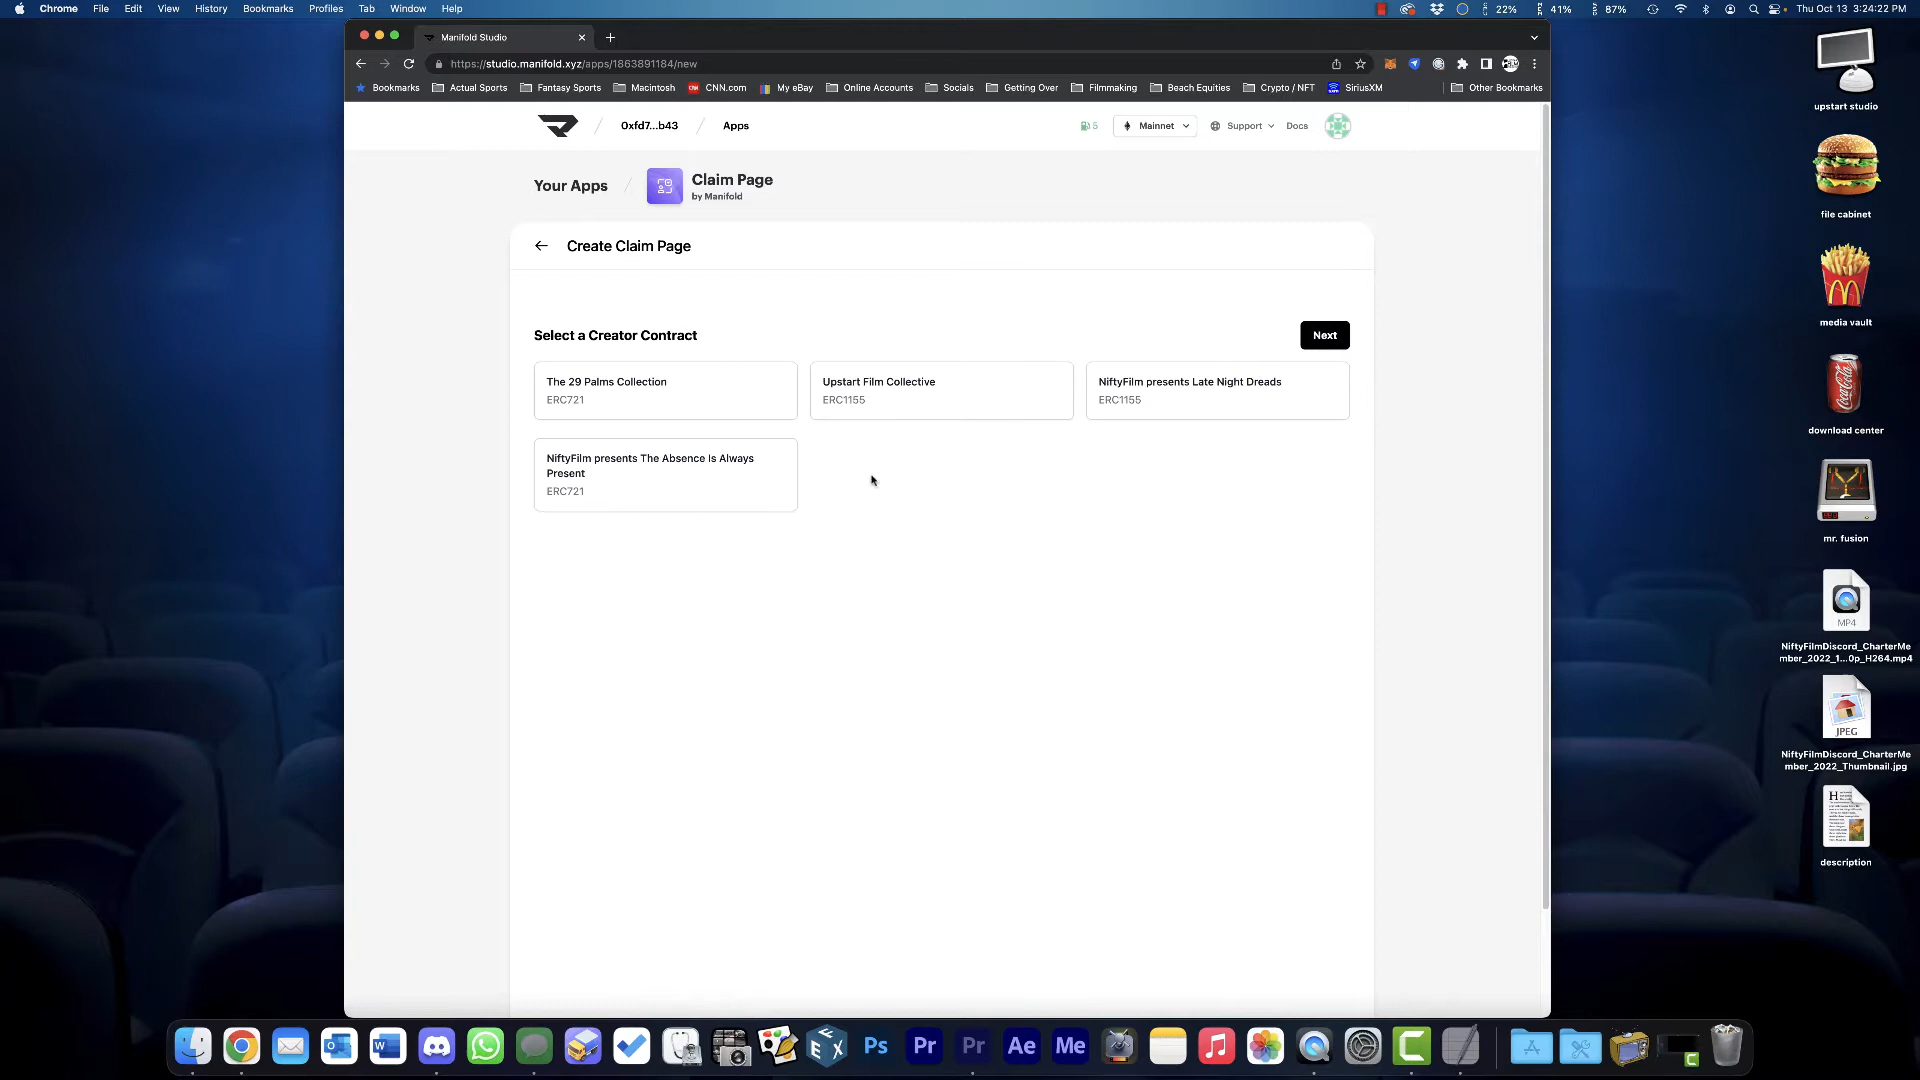 Chrome File Edit View History Bookmarks Profiles Tab Window Help
22% 41% 87% Thu Oct 13 3:24:22 PM
Manifold Studio
https://studio.manifold.xyz/apps/1863891184/new
Bookmarks Actual Sports Fantasy Sports Macintosh CNN.com My eBay Online Accounts Socials Getting Over Filmmaking Beach Equities Crypto / NFT SiriusXM Other Bookmarks
0xfd7...b43 / Apps 5 Mainnet Support Docs
Your Apps / Claim Page
by Manifold
Create Claim Page
Select a Creator Contract Next
The 29 Palms Collection
ERC721
Upstart Film Collective
ERC1155
NiftyFilm presents Late Night Dreads
ERC1155
NiftyFilm presents The Absence Is Always
Present
ERC721
upstart studio
file cabinet
media vault
download center
mr. fusion
MP4
NiftyFilmDiscord_CharterMe
mber_2022_1...0p_H264.mp4
JPEG
NiftyFilmDiscord_CharterMe
mber_2022_Thumbnail.jpg
description
W EX Ps Pr Pr Ae Me